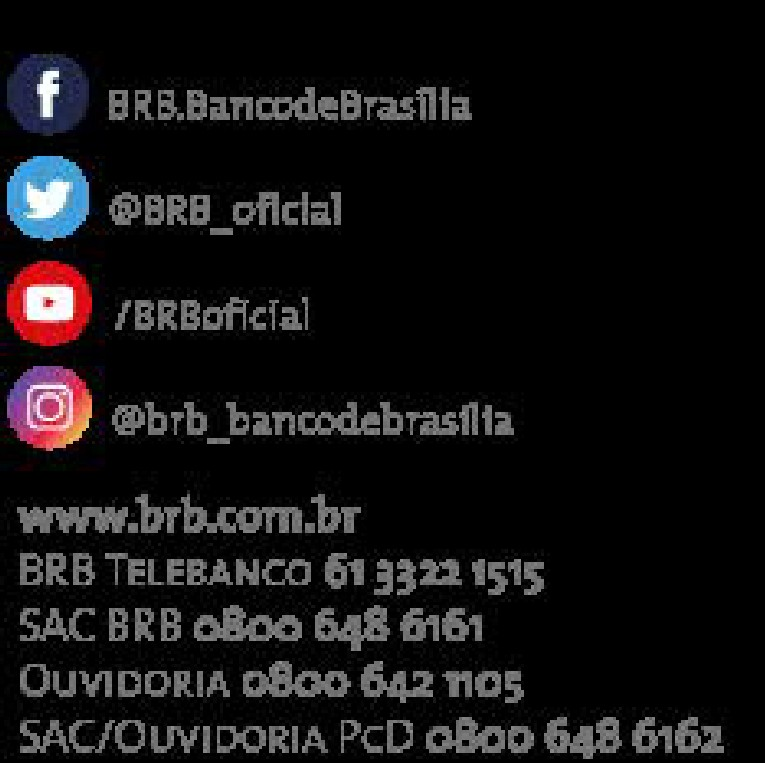 BRB.BancodeBrasília
@BRB_oficial
/BRBoficial
@brb_bancodebrasilia
www.brb.com.br
BRB TELEBANCO 61 3322 1515
SAC BRB 0800 648 6161
OUVIDORIA 0800 642 1105
SAC/OUVIDORIA PCD 0800 648 6162